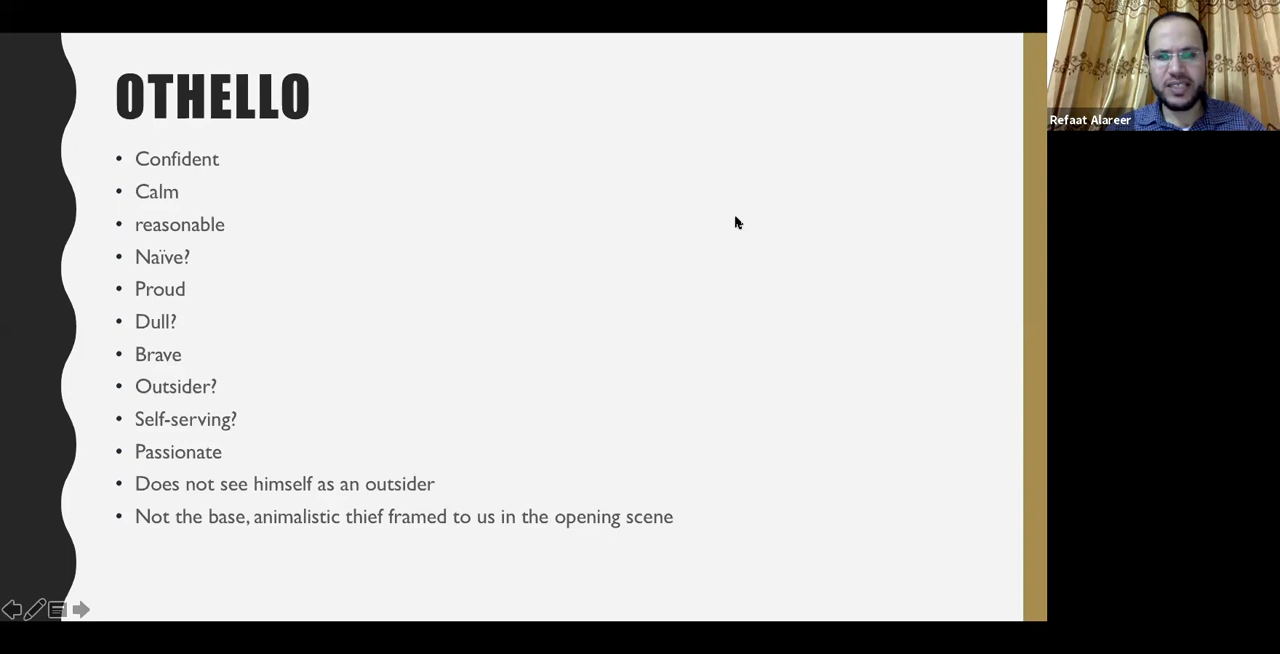 OTHELLO
• Confident
• Calm
• reasonable
• Naïve?
• Proud
• Dull?
• Brave
• Outsider?
• Self-serving?
• Passionate
• Does not see himself as an outsider
• Not the base, animalistic thief framed to us in the opening scene
Refaat Alareer